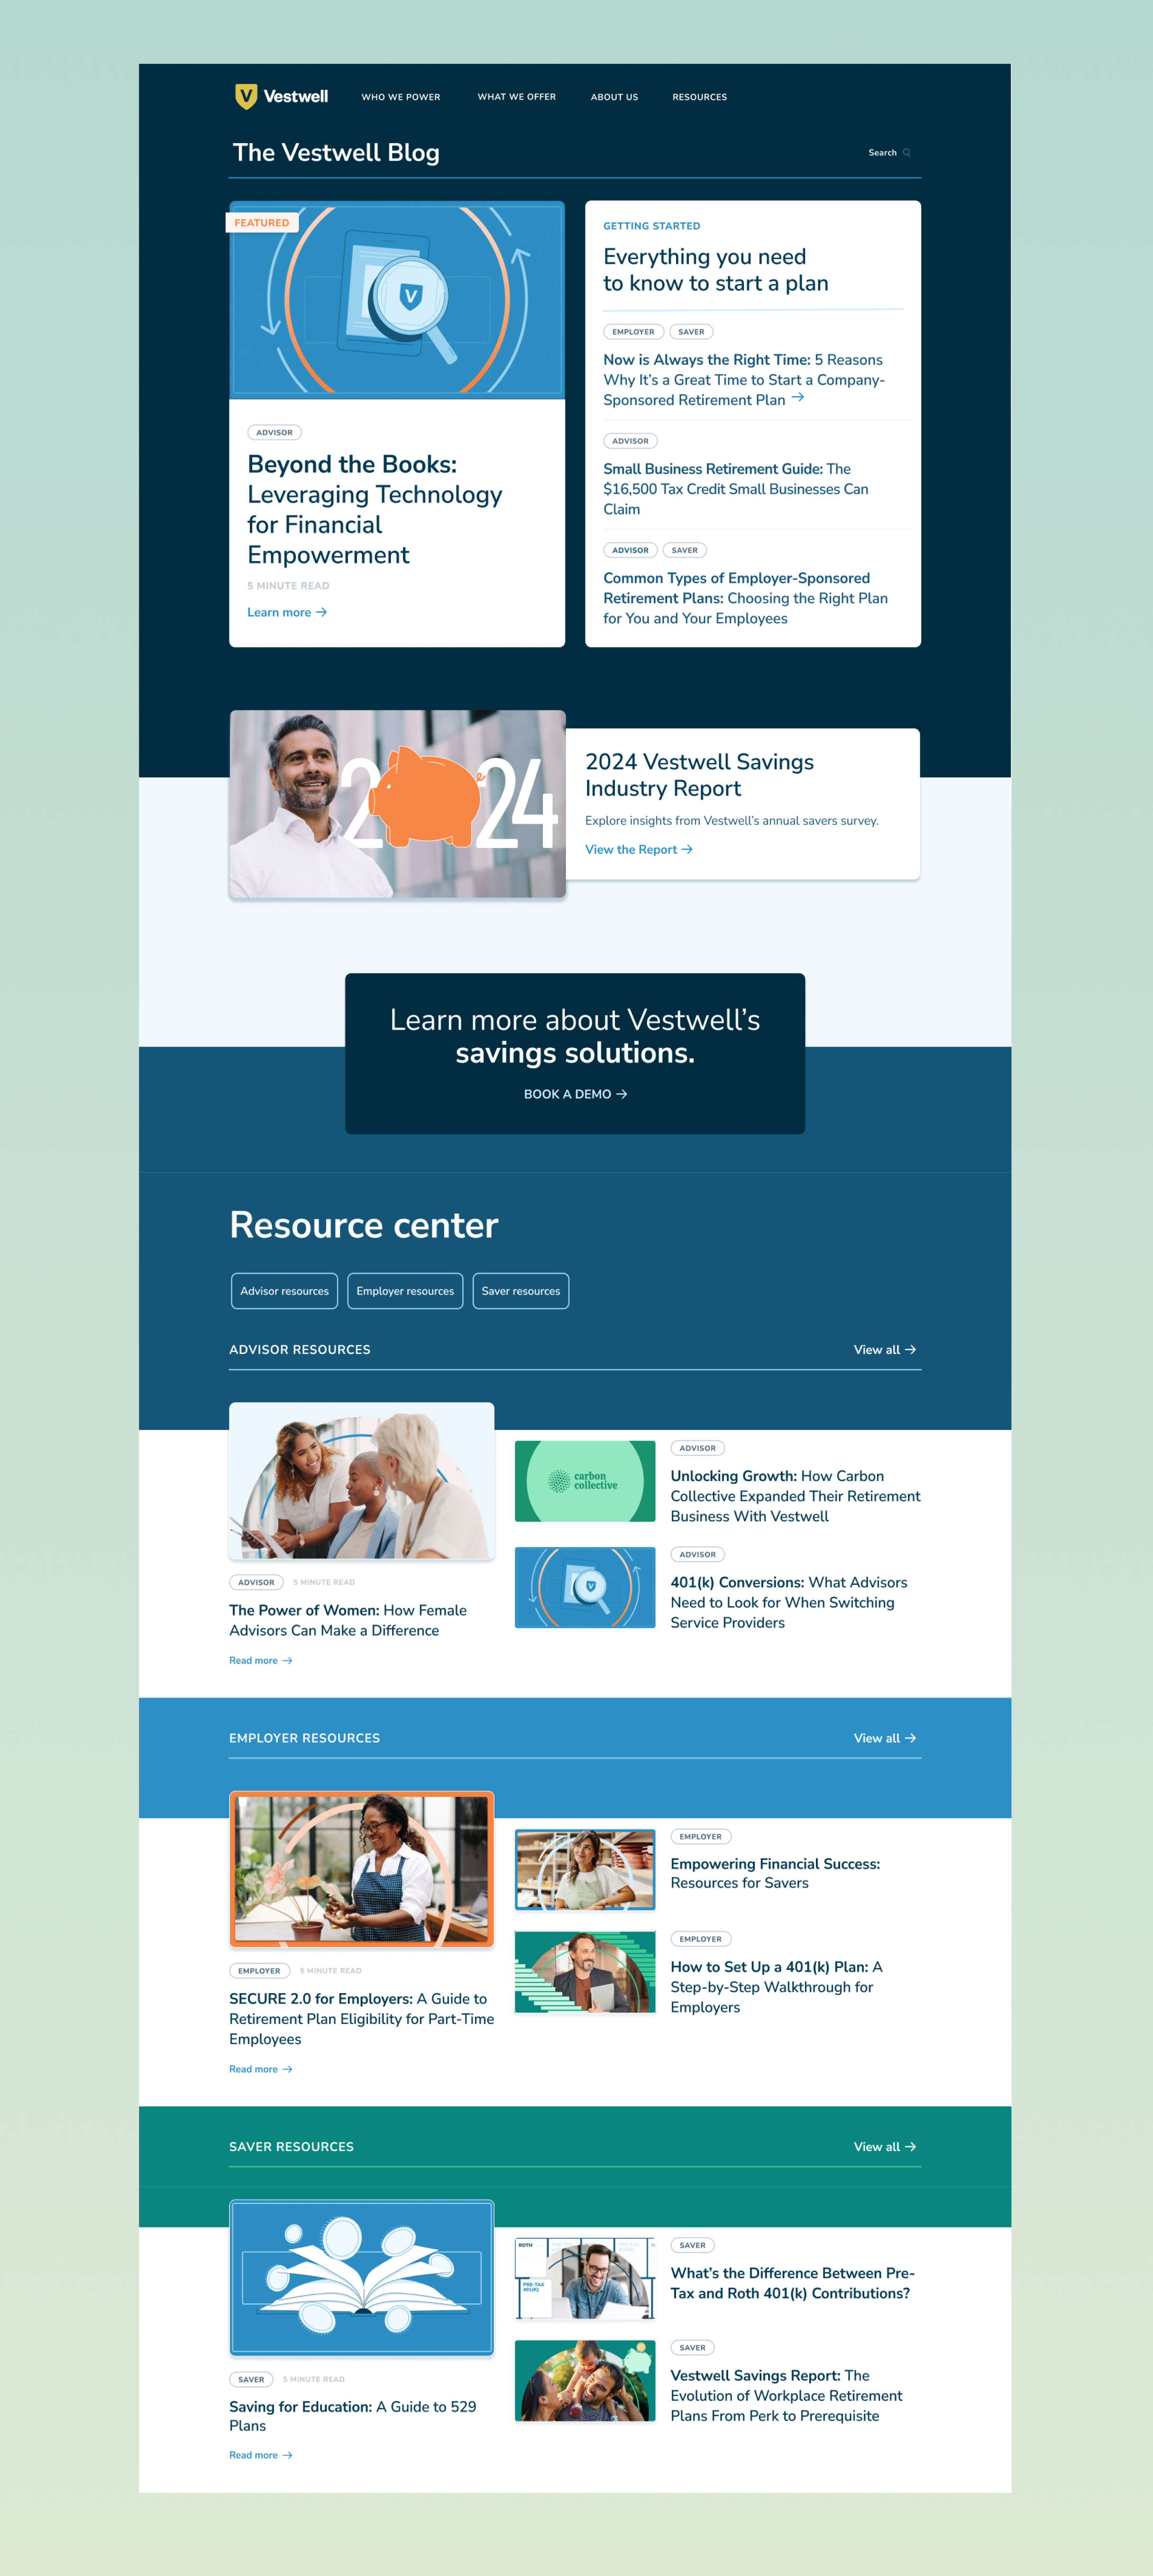 Vestwell
WHO WE POWER
WHAT WE OFFER
ABOUT US
RESOURCES
The Vestwell Blog
Search
FEATURED
ADVISOR
Beyond the Books:
Leveraging Technology
for Financial
Empowerment
5 MINUTE READ
Learn more →
GETTING STARTED
Everything you need
to know to start a plan
EMPLOYER
SAVER
Now is Always the Right Time: 5 Reasons
Why It’s a Great Time to Start a Company-
Sponsored Retirement Plan →
ADVISOR
Small Business Retirement Guide: The
$16,500 Tax Credit Small Businesses Can
Claim
ADVISOR
SAVER
Common Types of Employer-Sponsored
Retirement Plans: Choosing the Right Plan
for You and Your Employees
2 24
2024 Vestwell Savings
Industry Report
Explore insights from Vestwell’s annual savers survey.
View the Report →
Learn more about Vestwell’s
savings solutions.
BOOK A DEMO →
Resource center
Advisor resources
Employer resources
Saver resources
ADVISOR RESOURCES
View all →
ADVISOR
5 MINUTE READ
The Power of Women: How Female
Advisors Can Make a Difference
Read more →
carbon
collective
ADVISOR
Unlocking Growth: How Carbon
Collective Expanded Their Retirement
Business With Vestwell
ADVISOR
401(k) Conversions: What Advisors
Need to Look for When Switching
Service Providers
EMPLOYER RESOURCES
View all →
EMPLOYER
5 MINUTE READ
SECURE 2.0 for Employers: A Guide to
Retirement Plan Eligibility for Part-Time
Employees
Read more →
EMPLOYER
Empowering Financial Success:
Resources for Savers
EMPLOYER
How to Set Up a 401(k) Plan: A
Step-by-Step Walkthrough for
Employers
SAVER RESOURCES
View all →
SAVER
5 MINUTE READ
Saving for Education: A Guide to 529
Plans
Read more →
ROTH
PRE-TAX
401(K)
SAVER
What’s the Difference Between Pre-
Tax and Roth 401(k) Contributions?
SAVER
Vestwell Savings Report: The
Evolution of Workplace Retirement
Plans From Perk to Prerequisite